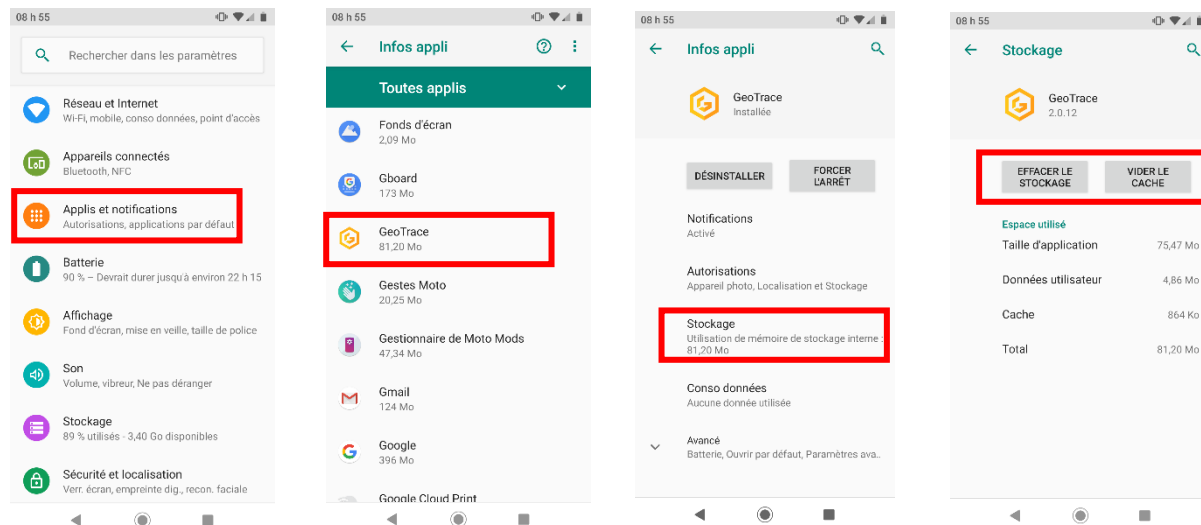 08 h 55
Rechercher dans les paramètres
Réseau et Internet
Wi-Fi, mobile, conso données, point d'accès
Appareils connectés
Bluetooth, NFC
Applis et notifications
Autorisations, applications par défaut
Batterie
90 % – Devrait durer jusqu'à environ 22 h 15
Affichage
Fond d'écran, mise en veille, taille de police
Son
Volume, vibreur, Ne pas déranger
Stockage
89 % utilisés - 3,40 Go disponibles
Sécurité et localisation
Verr. écran, empreinte dig., recon. faciale
08 h 55
Infos appli
Toutes applis
Fonds d'écran
2,09 Mo
Gboard
173 Mo
GeoTrace
81,20 Mo
Gestes Moto
20,25 Mo
Gestionnaire de Moto Mods
47,34 Mo
Gmail
124 Mo
Google
396 Mo
Google Cloud Print
08 h 55
Infos appli
GeoTrace
Installée
DÉSINSTALLER
FORCER
L'ARRÊT
Notifications
Activé
Autorisations
Appareil photo, Localisation et Stockage
Stockage
Utilisation de mémoire de stockage interne :
81,20 Mo
Conso données
Aucune donnée utilisée
Avancé
Batterie, Ouvrir par défaut, Paramètres ava..
08 h 55
Stockage
GeoTrace
2.0.12
EFFACER LE
STOCKAGE
VIDER LE
CACHE
Espace utilisé
Taille d'application 75,47 Mo
Données utilisateur 4,86 Mo
Cache 864 Ko
Total 81,20 Mo